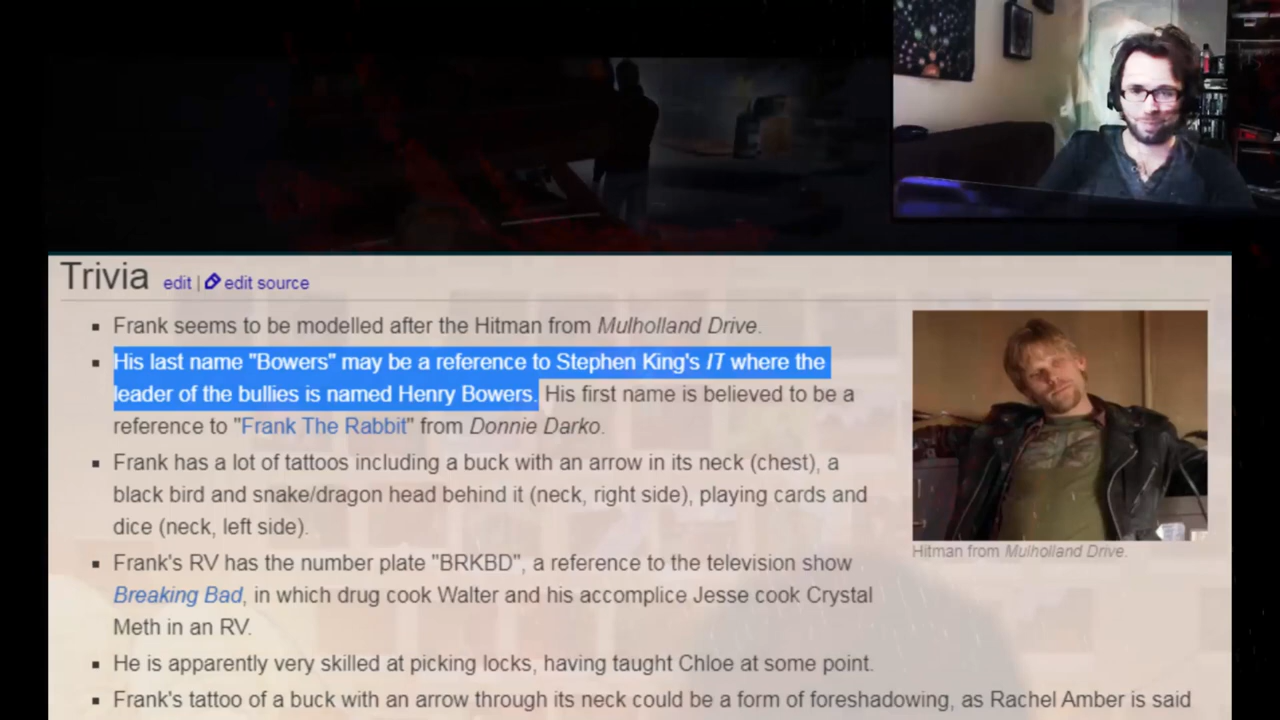 Trivia edit | edit source
Frank seems to be modelled after the Hitman from Mulholland Drive.
His last name "Bowers" may be a reference to Stephen King's IT where the
leader of the bullies is named Henry Bowers. His first name is believed to be a
reference to "Frank The Rabbit" from Donnie Darko.
Frank has a lot of tattoos including a buck with an arrow in its neck (chest), a
black bird and snake/dragon head behind it (neck, right side), playing cards and
dice (neck, left side).
Hitman from Mulholland Drive.
Frank's RV has the number plate "BRKBD", a reference to the television show
Breaking Bad, in which drug cook Walter and his accomplice Jesse cook Crystal
Meth in an RV.
He is apparently very skilled at picking locks, having taught Chloe at some point.
Frank's tattoo of a buck with an arrow through its neck could be a form of foreshadowing, as Rachel Amber is said